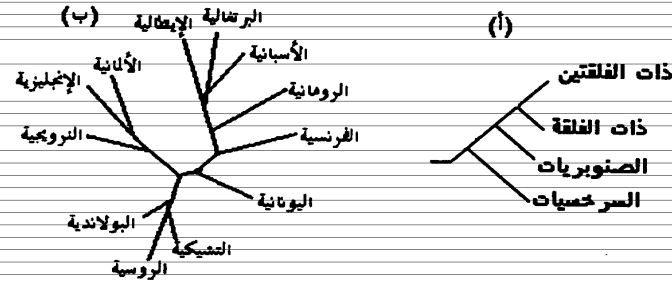 (أ)
ذات الفلقتين
ذات الفلقة
الصنوبريات
السرخسيات
(ب)
البرتغالية
الإيطالية
الأسبانية
الرومانية
الفرنسية
اليونانية
الألمانية
الإنجليزية
النرويجية
البولاندية
التشيكية
الروسية